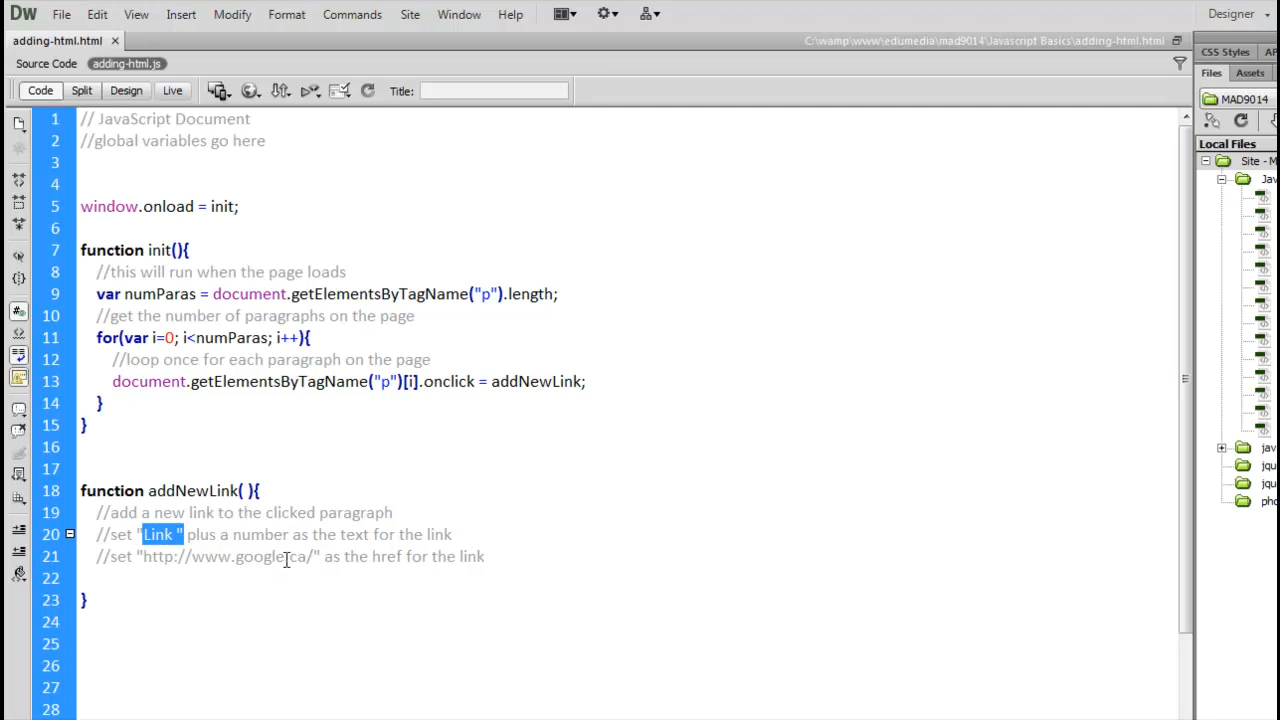 Dw File Edit View Insert Modify Format Commands Site Window Help Designer
adding-html.html × C:\wamp\www\edumedia\mad9014\Javascript Basics\adding-html.html
Source Code adding-html.js
Code Split Design Live Title:
CSS Styles AP
Files Assets
MAD9014
Local Files
Site - M
Jav
jav
jqu
jqu
pho
1 // JavaScript Document
2 //global variables go here
3
4
5 window.onload = init;
6
7 function init(){
8 //this will run when the page loads
9 var numParas = document.getElementsByTagName("p").length;
10 //get the number of paragraphs on the page
11 for(var i=0; i<numParas; i++){
12 //loop once for each paragraph on the page
13 document.getElementsByTagName("p")[i].onclick = addNewLink;
14 }
15 }
16
17
18 function addNewLink( ){
19 //add a new link to the clicked paragraph
20 //set "Link " plus a number as the text for the link
21 //set "http://www.google.ca/" as the href for the link
22
23 }
24
25
26
27
28